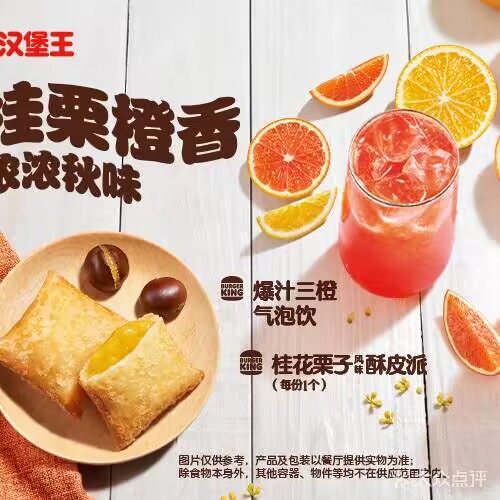 汉堡王
桂栗橙香
浓浓秋味
BURGER KING
爆汁三橙
气泡饮
BURGER KING
桂花栗子风味酥皮派
(每份1个)
图片仅供参考,产品及包装以餐厅提供实物为准;
除食物本身外,其他容器、物件等均不在供应范围之内
大众点评